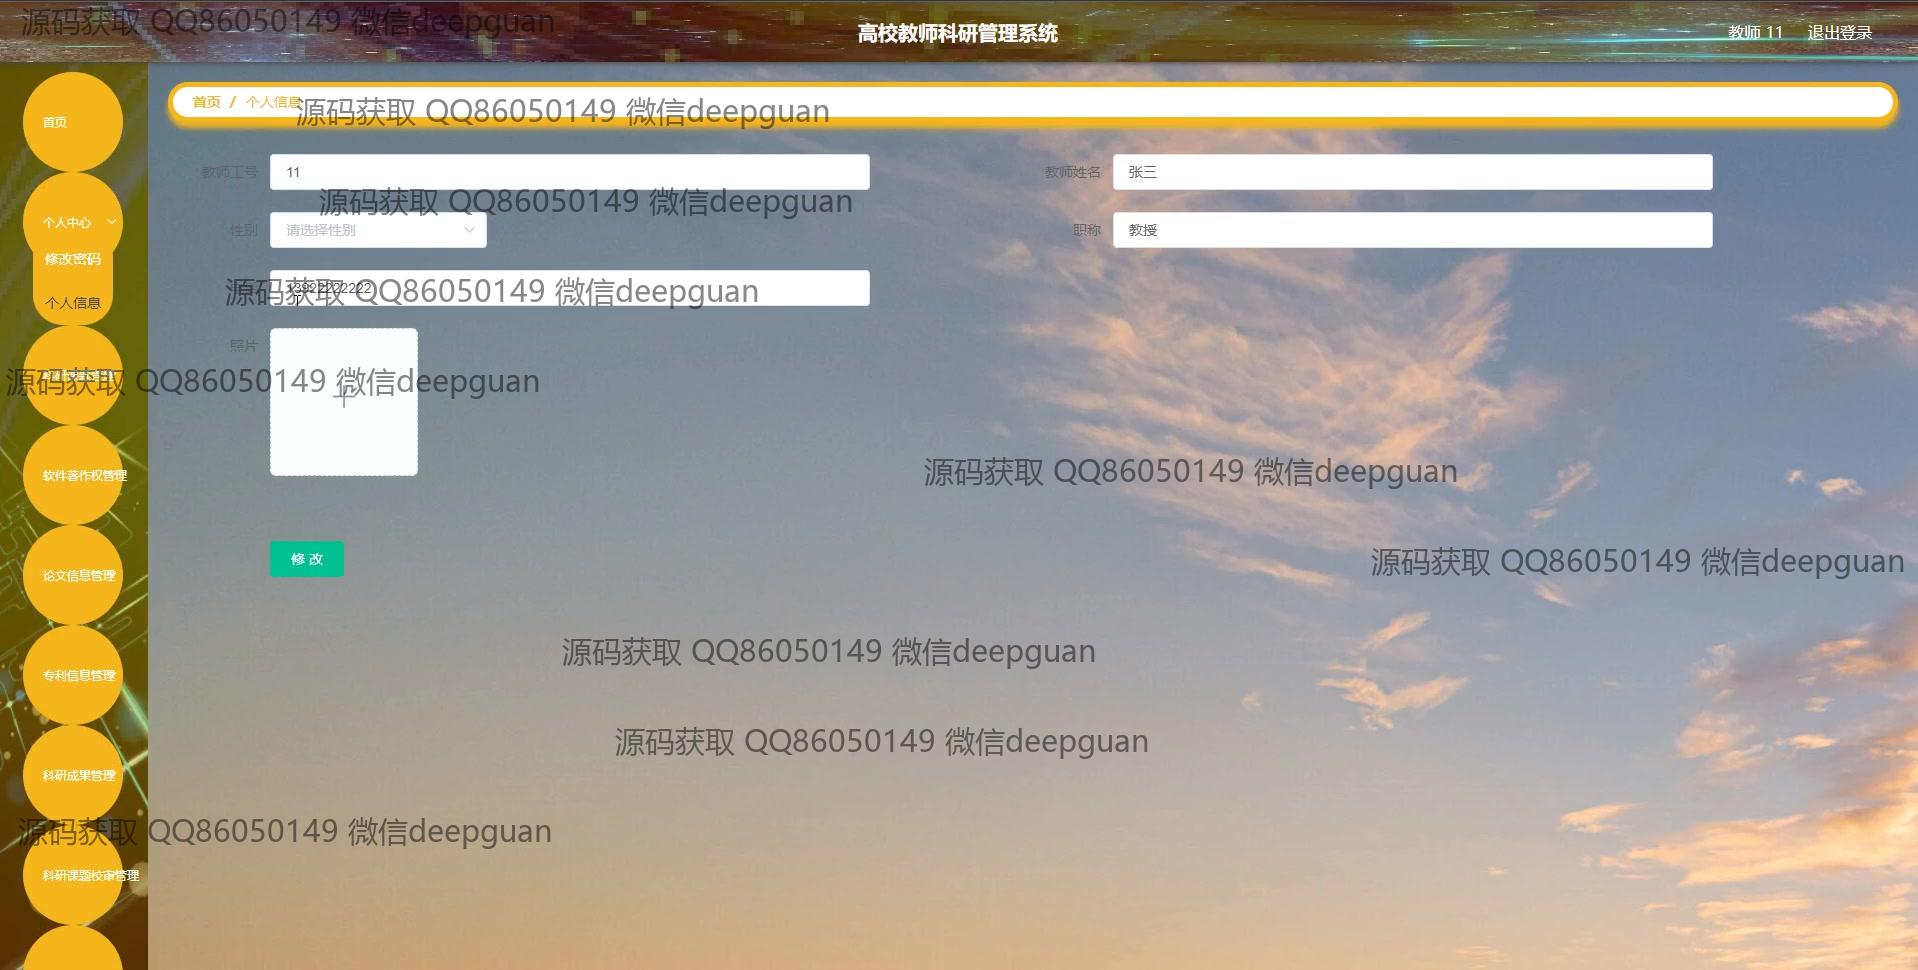 源码获取 QQ86050149 微信deepguan
高校教师科研管理系统
教师 11 退出登录
首页
个人中心
修改密码
个人信息
软件著作权管理
论文信息管理
专利信息管理
科研成果管理
科研课题校审管理
首页 / 个人信息
源码获取 QQ86050149 微信deepguan
教师工号 11
教师姓名 张三
源码获取 QQ86050149 微信deepguan
性别 请选择性别
职称 教授
13922222222
源码获取 QQ86050149 微信deepguan
照片
源码获取 QQ86050149 微信deepguan
源码获取 QQ86050149 微信deepguan
修 改
源码获取 QQ86050149 微信deepguan
源码获取 QQ86050149 微信deepguan
源码获取 QQ86050149 微信deepguan
源码获取 QQ86050149 微信deepguan